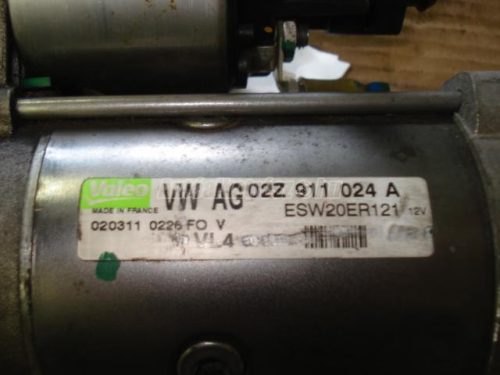 Valeo VW AG 02Z 911 024 A
MADE IN FRANCE ESW20ER121 12V
020311 0226 FO V
VL4